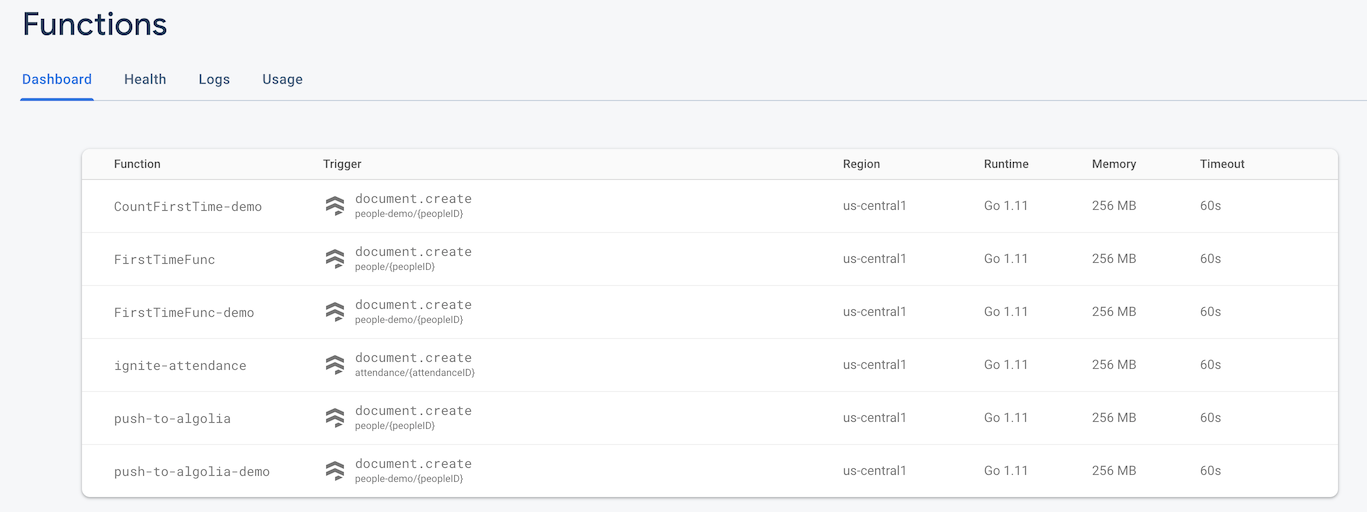 Functions
Dashboard Health Logs Usage
Function Trigger Region Runtime Memory Timeout
CountFirstTime-demo document.create us-central1 Go 1.11 256 MB 60s
people-demo/{peopleID}
FirstTimeFunc document.create us-central1 Go 1.11 256 MB 60s
people/{peopleID}
FirstTimeFunc-demo document.create us-central1 Go 1.11 256 MB 60s
people-demo/{peopleID}
ignite-attendance document.create us-central1 Go 1.11 256 MB 60s
attendance/{attendanceID}
push-to-algolia document.create us-central1 Go 1.11 256 MB 60s
people/{peopleID}
push-to-algolia-demo document.create us-central1 Go 1.11 256 MB 60s
people-demo/{peopleID}